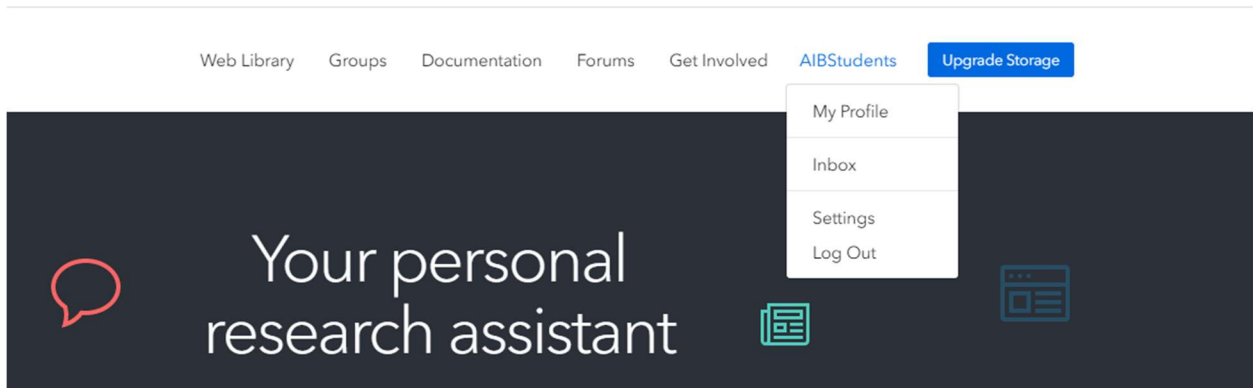 Web Library Groups Documentation Forums Get Involved AIBStudents Upgrade Storage
My Profile
Inbox
Settings
Log Out
Your personal
research assistant